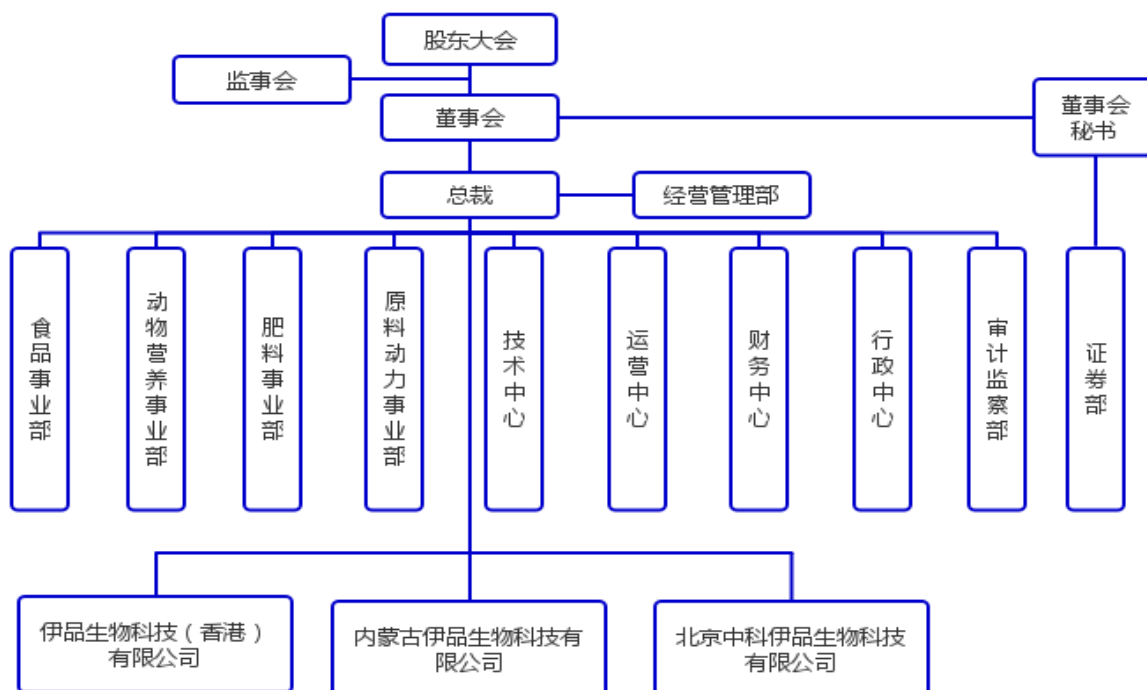 股东大会
监事会
董事会
董事会
秘书
总裁
经营管理部
食品事业部
动物营养事业部
肥料事业部
原料动力事业部
技术中心
运营中心
财务中心
行政中心
审计监察部
证券部
伊品生物科技（香港）
有限公司
内蒙古伊品生物科技有
限公司
北京中科伊品生物科技
有限公司